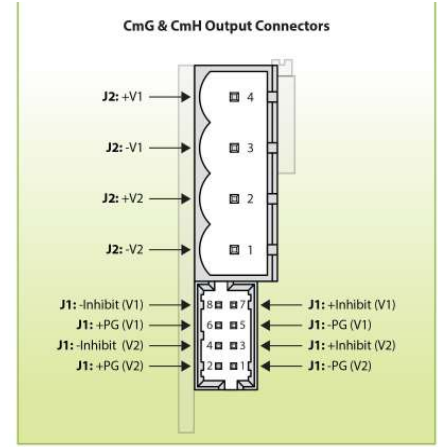 CmG & CmH Output Connectors
J2: +V1 4
J2: -V1 3
J2: +V2 2
J2: -V2 1
J1: -Inhibit (V1) 8 7 J1: +Inhibit (V1)
J1: +PG (V1) 6 5 J1: -PG (V1)
J1: -Inhibit (V2) 4 3 J1: +Inhibit (V2)
J1: +PG (V2) 2 1 J1: -PG (V2)